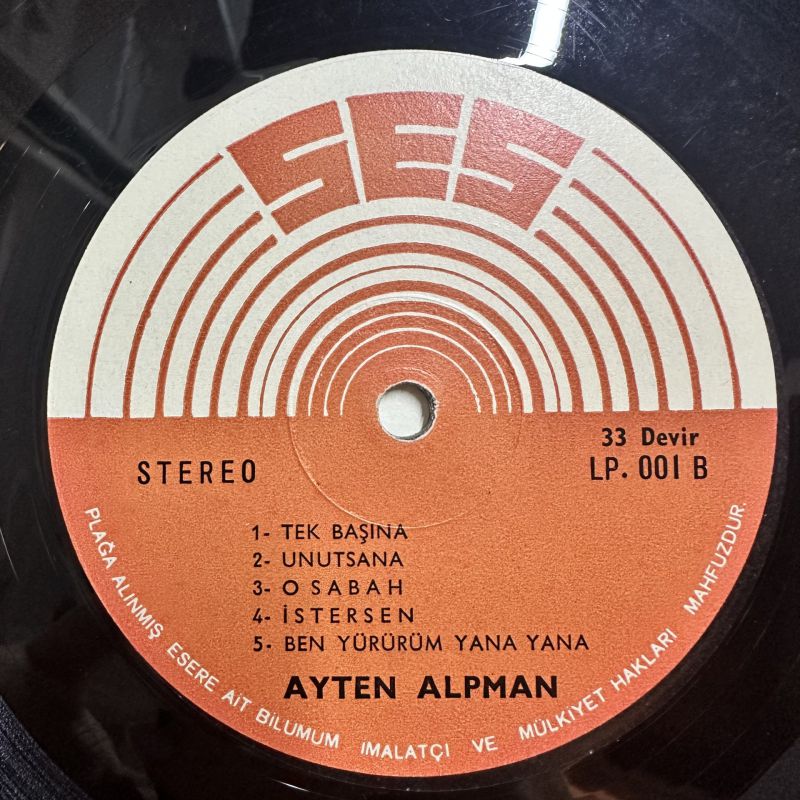 SES
STEREO
33 Devir
LP. 001 B
1- TEK BAŞINA
2- UNUTSANA
3- O SABAH
4- İSTERSEN
5- BEN YÜRÜRÜM YANA YANA
AYTEN ALPMAN
PLAĞA ALINMIŞ ESERE AİT BİLUMUM İMALATÇI VE MÜLKİYET HAKLARI MAHFUZDUR.